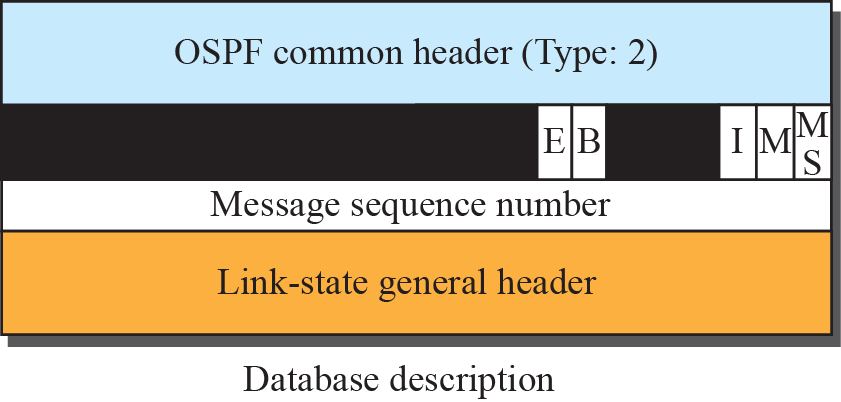 OSPF common header (Type: 2)
E B I M M S
Message sequence number
Link-state general header
Database description